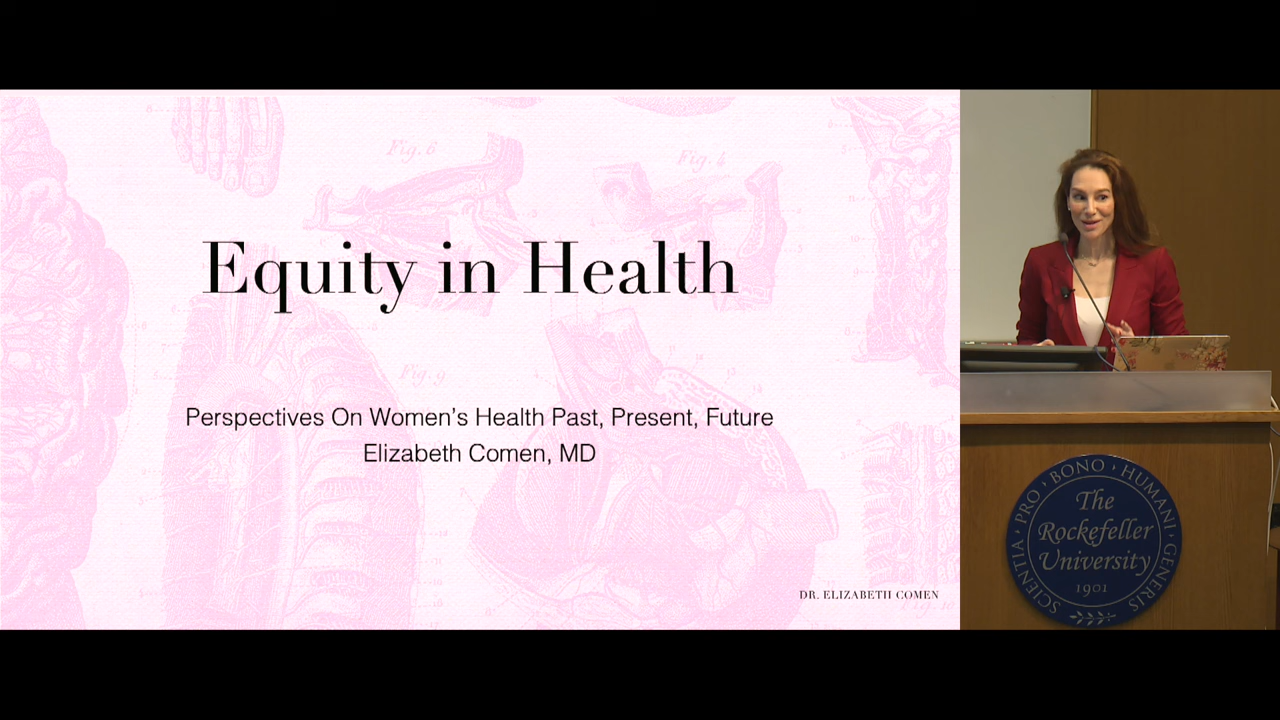 Fig. 6
Fig. 4
Equity in Health
Fig. 9
Perspectives On Women's Health Past, Present, Future
Elizabeth Comen, MD
DR. ELIZABETH COMEN
SCIENTIA · PRO · BONO · HUMANI · GENERIS
The
Rockefeller
University
1901